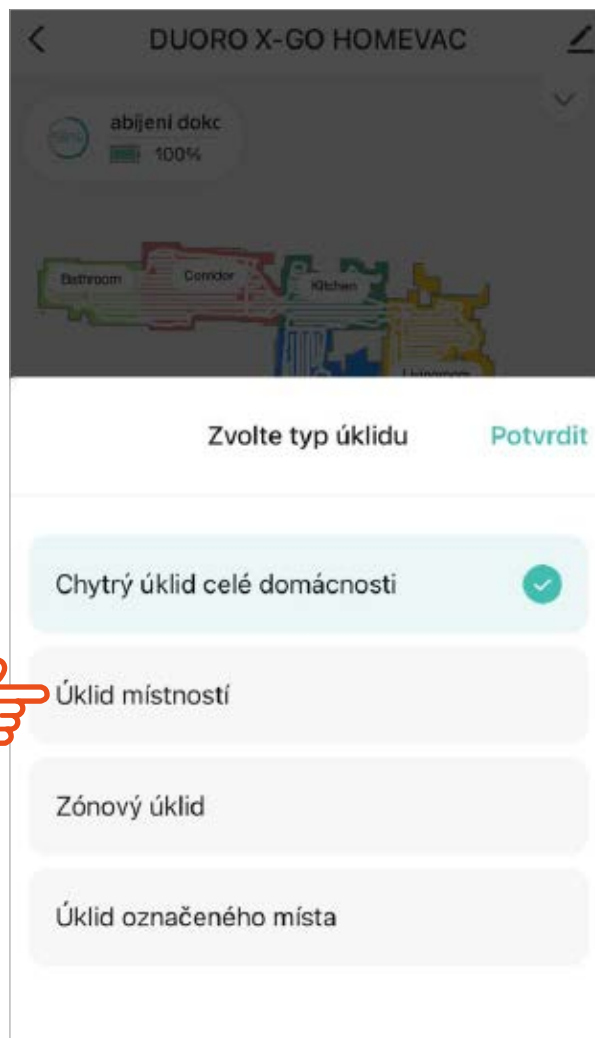 DUORO X-GO HOMEVAC
abíjení dokc
100%
Bathroom
Corridor
Kitchen
Livingroom
Zvolte typ úklidu
Potvrdit
Chytrý úklid celé domácnosti
Úklid místností
Zónový úklid
Úklid označeného místa